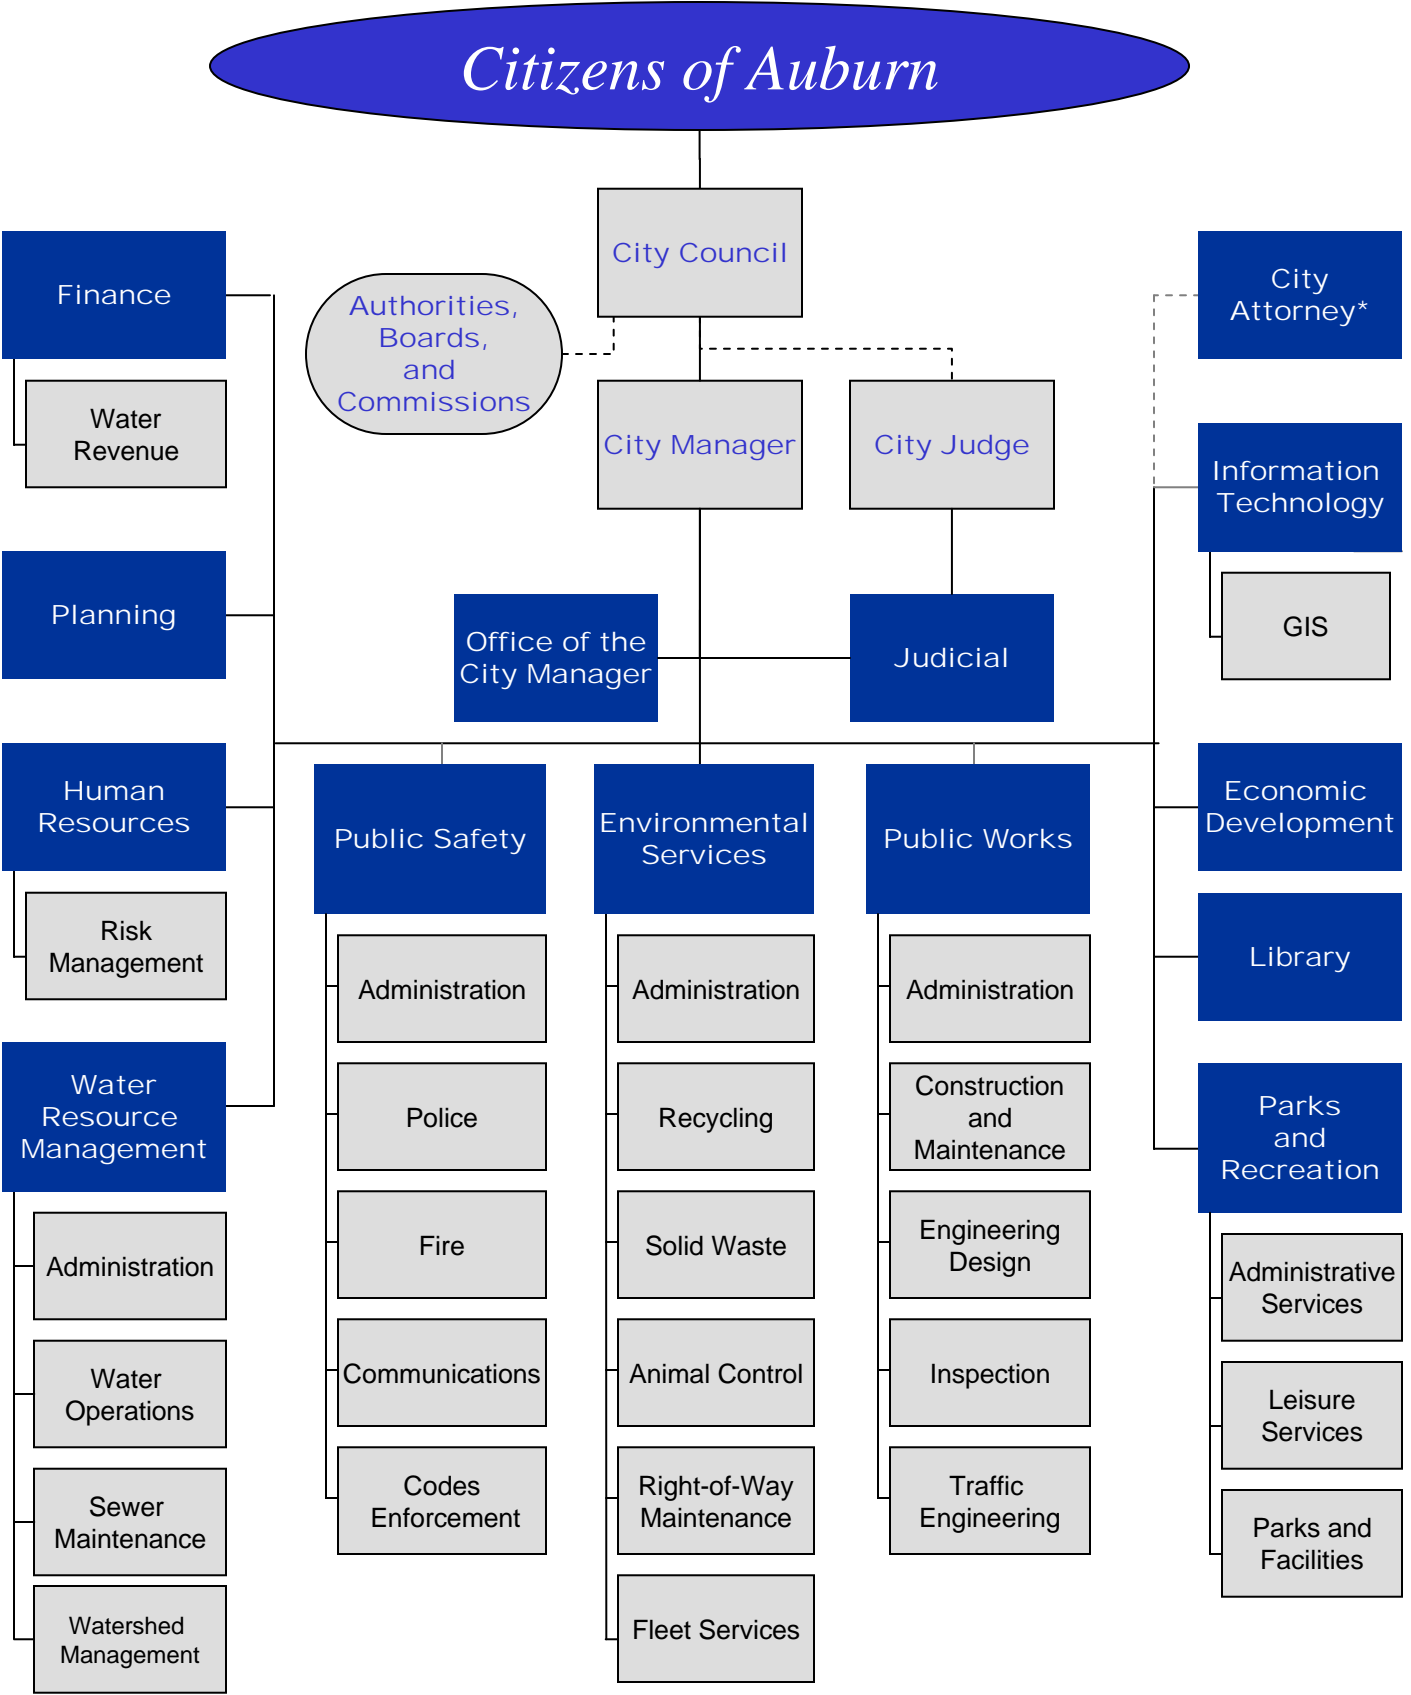 Citizens of Auburn
City Council
Authorities,
Boards,
and
Commissions
City Manager
City Judge
Office of the
City Manager
Judicial
Finance
Water
Revenue
Planning
Human
Resources
Risk
Management
Water
Resource
Management
Administration
Water
Operations
Sewer
Maintenance
Watershed
Management
Public Safety
Administration
Police
Fire
Communications
Codes
Enforcement
Environmental
Services
Administration
Recycling
Solid Waste
Animal Control
Right-of-Way
Maintenance
Fleet Services
Public Works
Administration
Construction
and
Maintenance
Engineering
Design
Inspection
Traffic
Engineering
City
Attorney*
Information
Technology
GIS
Economic
Development
Library
Parks
and
Recreation
Administrative
Services
Leisure
Services
Parks and
Facilities